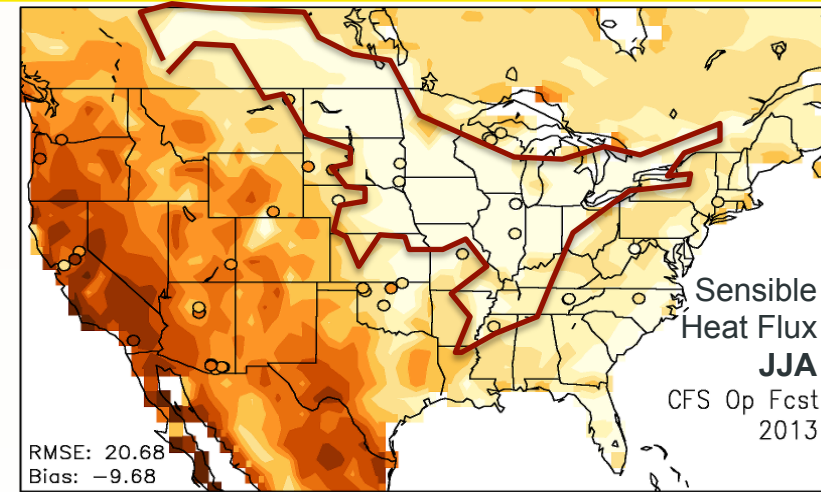 Sensible
Heat Flux
JJA
CFS Op Fcst
2013
RMSE: 20.68
Bias: −9.68